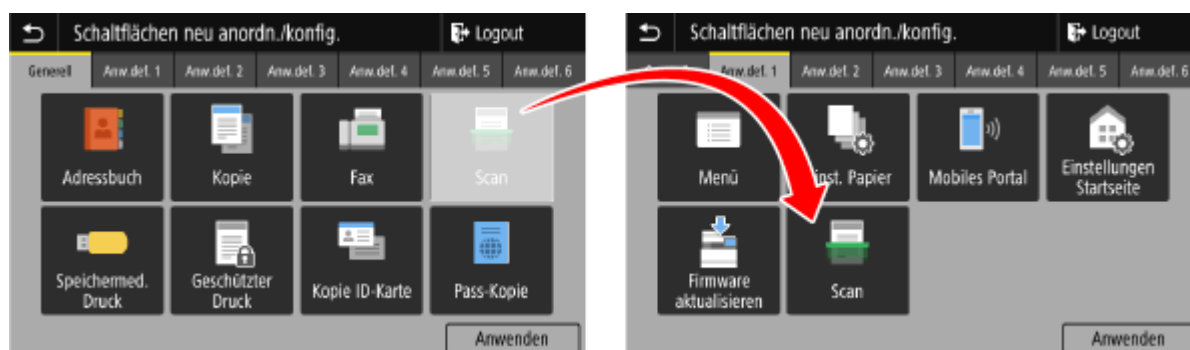 Schaltflächen neu anordn./konfig.
Logout
Generell Anw.def. 1 Anw.def. 2 Anw.def. 3 Anw.def. 4 Anw.def. 5 Anw.def. 6
Adressbuch Kopie Fax Scan
Speichermed. Druck
Geschützter Druck
Kopie ID-Karte Pass-Kopie
Anwenden
Schaltflächen neu anordn./konfig.
Logout
Anw.def. 1 Anw.def. 2 Anw.def. 3 Anw.def. 4 Anw.def. 5 Anw.def. 6
Menü
inst. Papier
Mobiles Portal
Einstellungen
Startseite
Firmware
aktualisieren
Scan
Anwenden